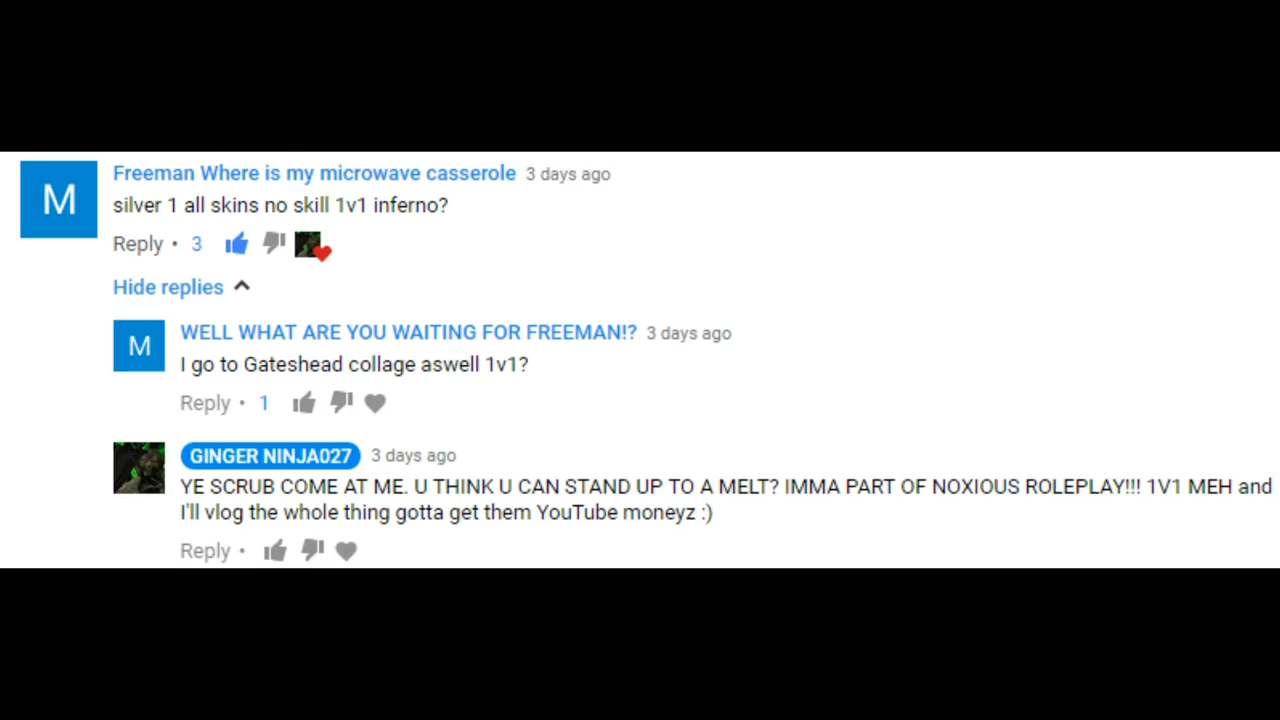 M
Freeman Where is my microwave casserole 3 days ago
silver 1 all skins no skill 1v1 inferno?
Reply • 3
Hide replies
M
WELL WHAT ARE YOU WAITING FOR FREEMAN!? 3 days ago
I go to Gateshead collage aswell 1v1?
Reply • 1
GINGER NINJA027 3 days ago
YE SCRUB COME AT ME. U THINK U CAN STAND UP TO A MELT? IMMA PART OF NOXIOUS ROLEPLAY!!! 1V1 MEH and
I'll vlog the whole thing gotta get them YouTube moneyz :)
Reply •